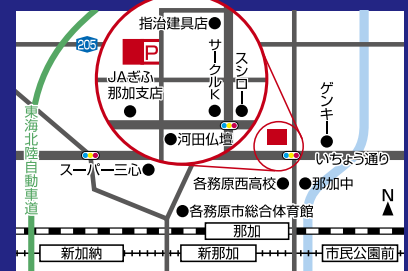 指治建具店
205
P
サークルK
スシロー
JAぎふ
那加支店
ゲンキー
東海北陸自動車道
河田仏壇
いちょう通り
スーパー三心
各務原西高校
那加中
N
各務原市総合体育館
那加
新加納
新那加
市民公園前